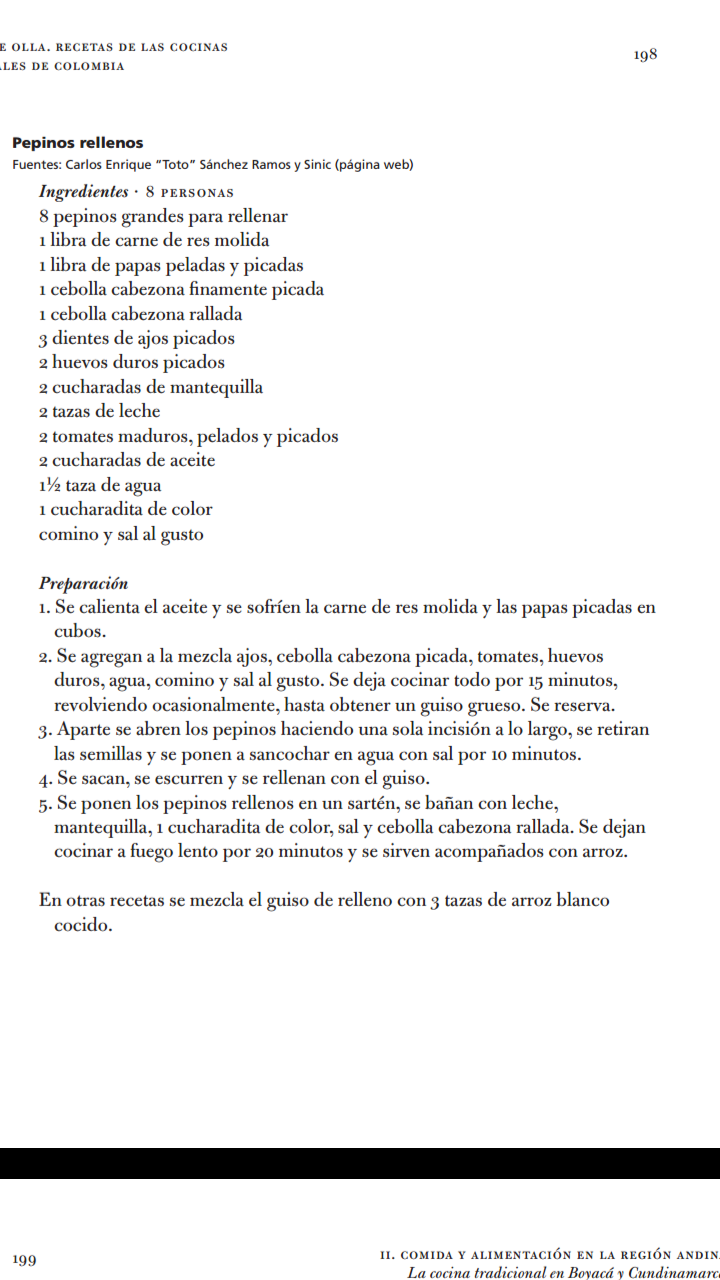 E OLLA. RECETAS DE LAS COCINAS
ALES DE COLOMBIA
198
Pepinos rellenos
Fuentes: Carlos Enrique “Toto” Sánchez Ramos y Sinic (página web)
Ingredientes · 8 PERSONAS
8 pepinos grandes para rellenar
1 libra de carne de res molida
1 libra de papas peladas y picadas
1 cebolla cabezona finamente picada
1 cebolla cabezona rallada
3 dientes de ajos picados
2 huevos duros picados
2 cucharadas de mantequilla
2 tazas de leche
2 tomates maduros, pelados y picados
2 cucharadas de aceite
1½ taza de agua
1 cucharadita de color
comino y sal al gusto
Preparación
1. Se calienta el aceite y se sofríen la carne de res molida y las papas picadas en
cubos.
2. Se agregan a la mezcla ajos, cebolla cabezona picada, tomates, huevos
duros, agua, comino y sal al gusto. Se deja cocinar todo por 15 minutos,
revolviendo ocasionalmente, hasta obtener un guiso grueso. Se reserva.
3. Aparte se abren los pepinos haciendo una sola incisión a lo largo, se retiran
las semillas y se ponen a sancochar en agua con sal por 10 minutos.
4. Se sacan, se escurren y se rellenan con el guiso.
5. Se ponen los pepinos rellenos en un sartén, se bañan con leche,
mantequilla, 1 cucharadita de color, sal y cebolla cabezona rallada. Se dejan
cocinar a fuego lento por 20 minutos y se sirven acompañados con arroz.
En otras recetas se mezcla el guiso de relleno con 3 tazas de arroz blanco
cocido.
199
II. COMIDA Y ALIMENTACIÓN EN LA REGIÓN ANDINA
La cocina tradicional en Boyacá y Cundinamarca